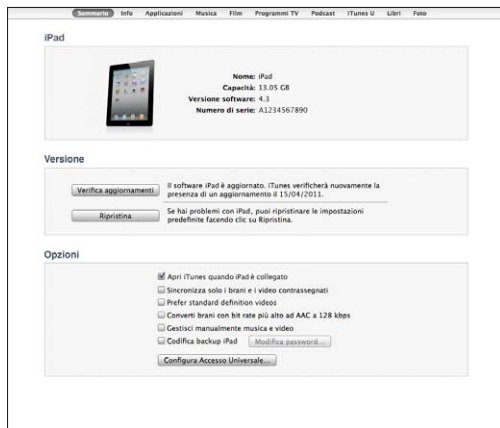 Sommario Info Applicazioni Musica Film Programmi TV Podcast iTunes U Libri Foto
iPad
Nome: iPad
Capacità: 13.05 GB
Versione software: 4.3
Numero di serie: A1234567890
Versione
Verifica aggiornamenti
Il software iPad è aggiornato. iTunes verificherà nuovamente la
presenza di un aggiornamento il 15/04/2011.
Ripristina
Se hai problemi con iPad, puoi ripristinare le impostazioni
predefinite facendo clic su Ripristina.
Opzioni
Apri iTunes quando iPad è collegato
Sincronizza solo i brani e i video contrassegnati
Prefer standard definition videos
Converti brani con bit rate più alto ad AAC a 128 kbps
Gestisci manualmente musica e video
Codifica backup iPad Modifica password...
Configura Accesso Universale...